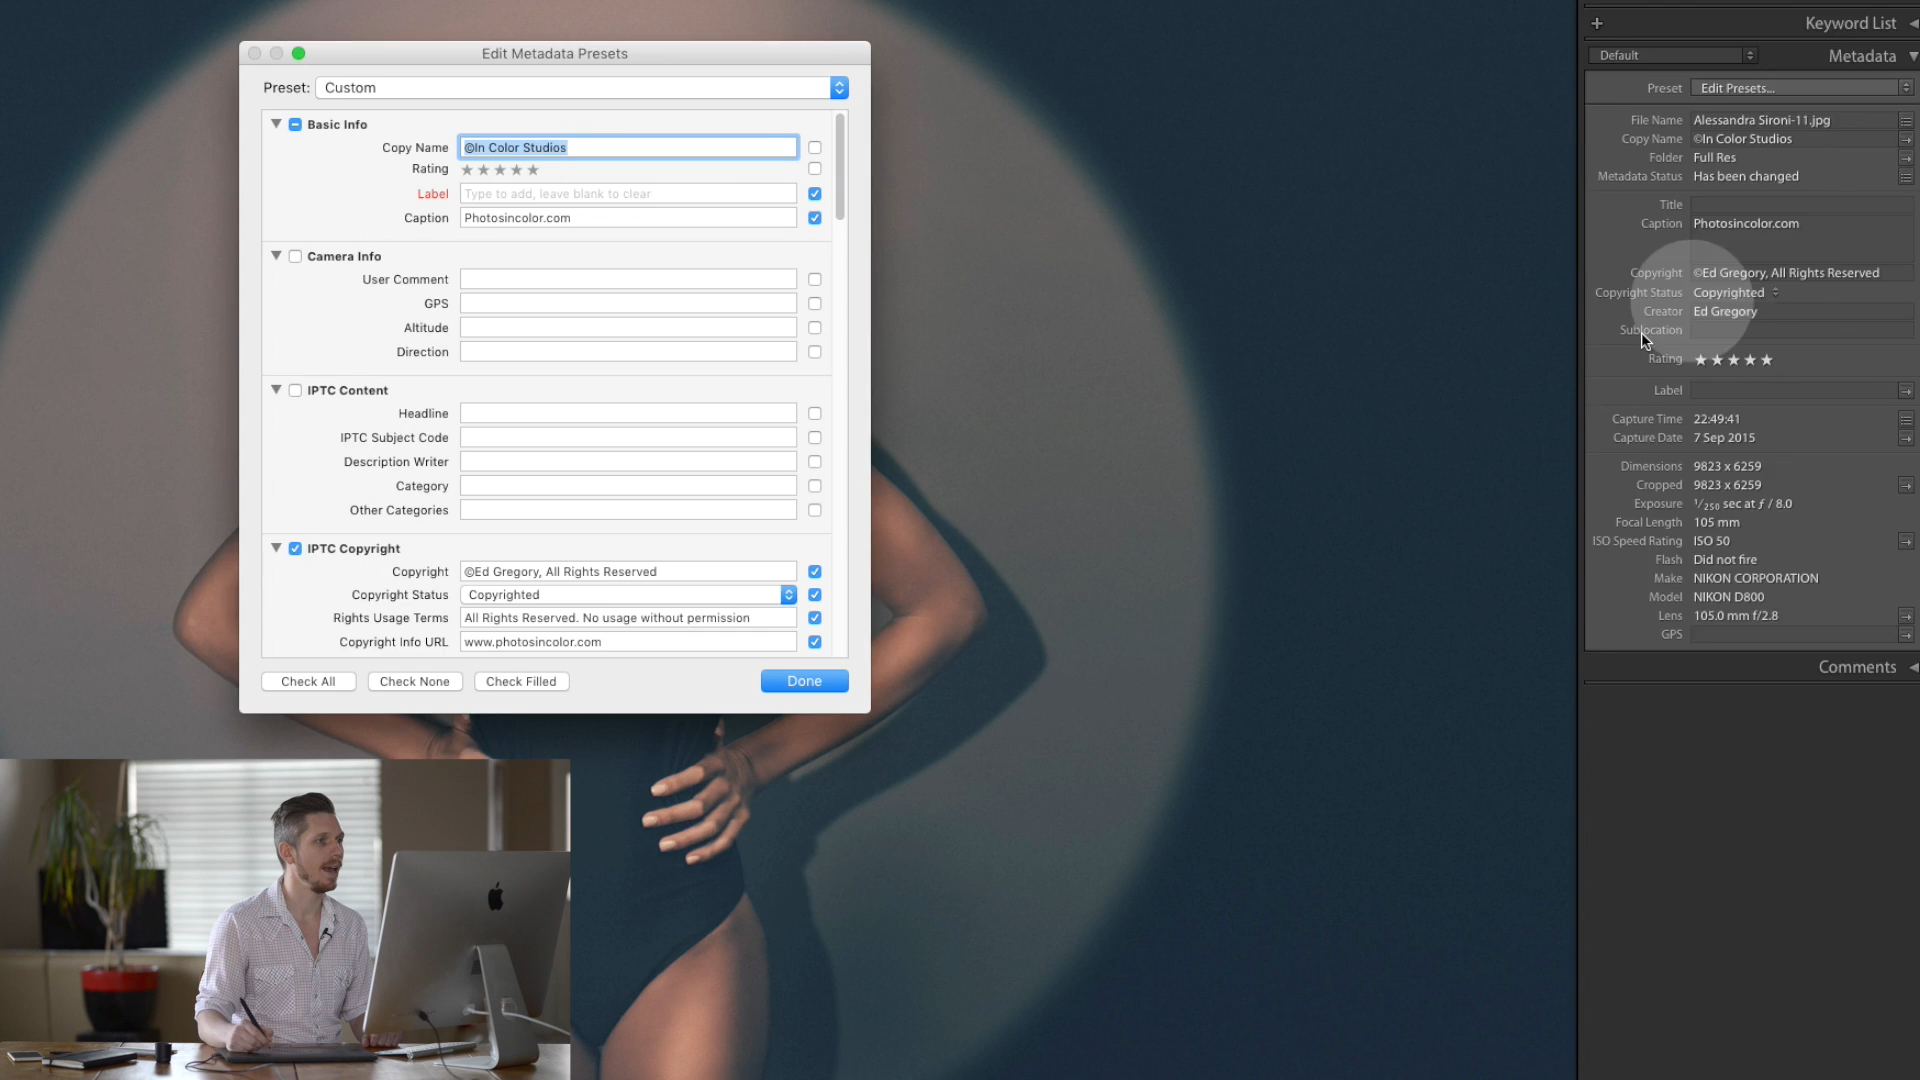 Edit Metadata Presets
Preset: Custom
Basic Info
Copy Name ©In Color Studios
Rating ★★★★★
Label Type to add, leave blank to clear
Caption Photosincolor.com
Camera Info
User Comment
GPS
Altitude
Direction
IPTC Content
Headline
IPTC Subject Code
Description Writer
Category
Other Categories
IPTC Copyright
Copyright ©Ed Gregory, All Rights Reserved
Copyright Status Copyrighted
Rights Usage Terms All Rights Reserved. No usage without permission
Copyright Info URL www.photosincolor.com
Check All Check None Check Filled Done
Keyword List
Default Metadata
Preset Edit Presets...
File Name Alessandra Sironi-11.jpg
Copy Name ©In Color Studios
Folder Full Res
Metadata Status Has been changed
Title
Caption Photosincolor.com
Copyright ©Ed Gregory, All Rights Reserved
Copyright Status Copyrighted
Creator Ed Gregory
Sublocation
Rating ★★★★★
Label
Capture Time 22:49:41
Capture Date 7 Sep 2015
Dimensions 9823 x 6259
Cropped 9823 x 6259
Exposure 1/250 sec at ƒ / 8.0
Focal Length 105 mm
ISO Speed Rating ISO 50
Flash Did not fire
Make NIKON CORPORATION
Model NIKON D800
Lens 105.0 mm f/2.8
GPS
Comments